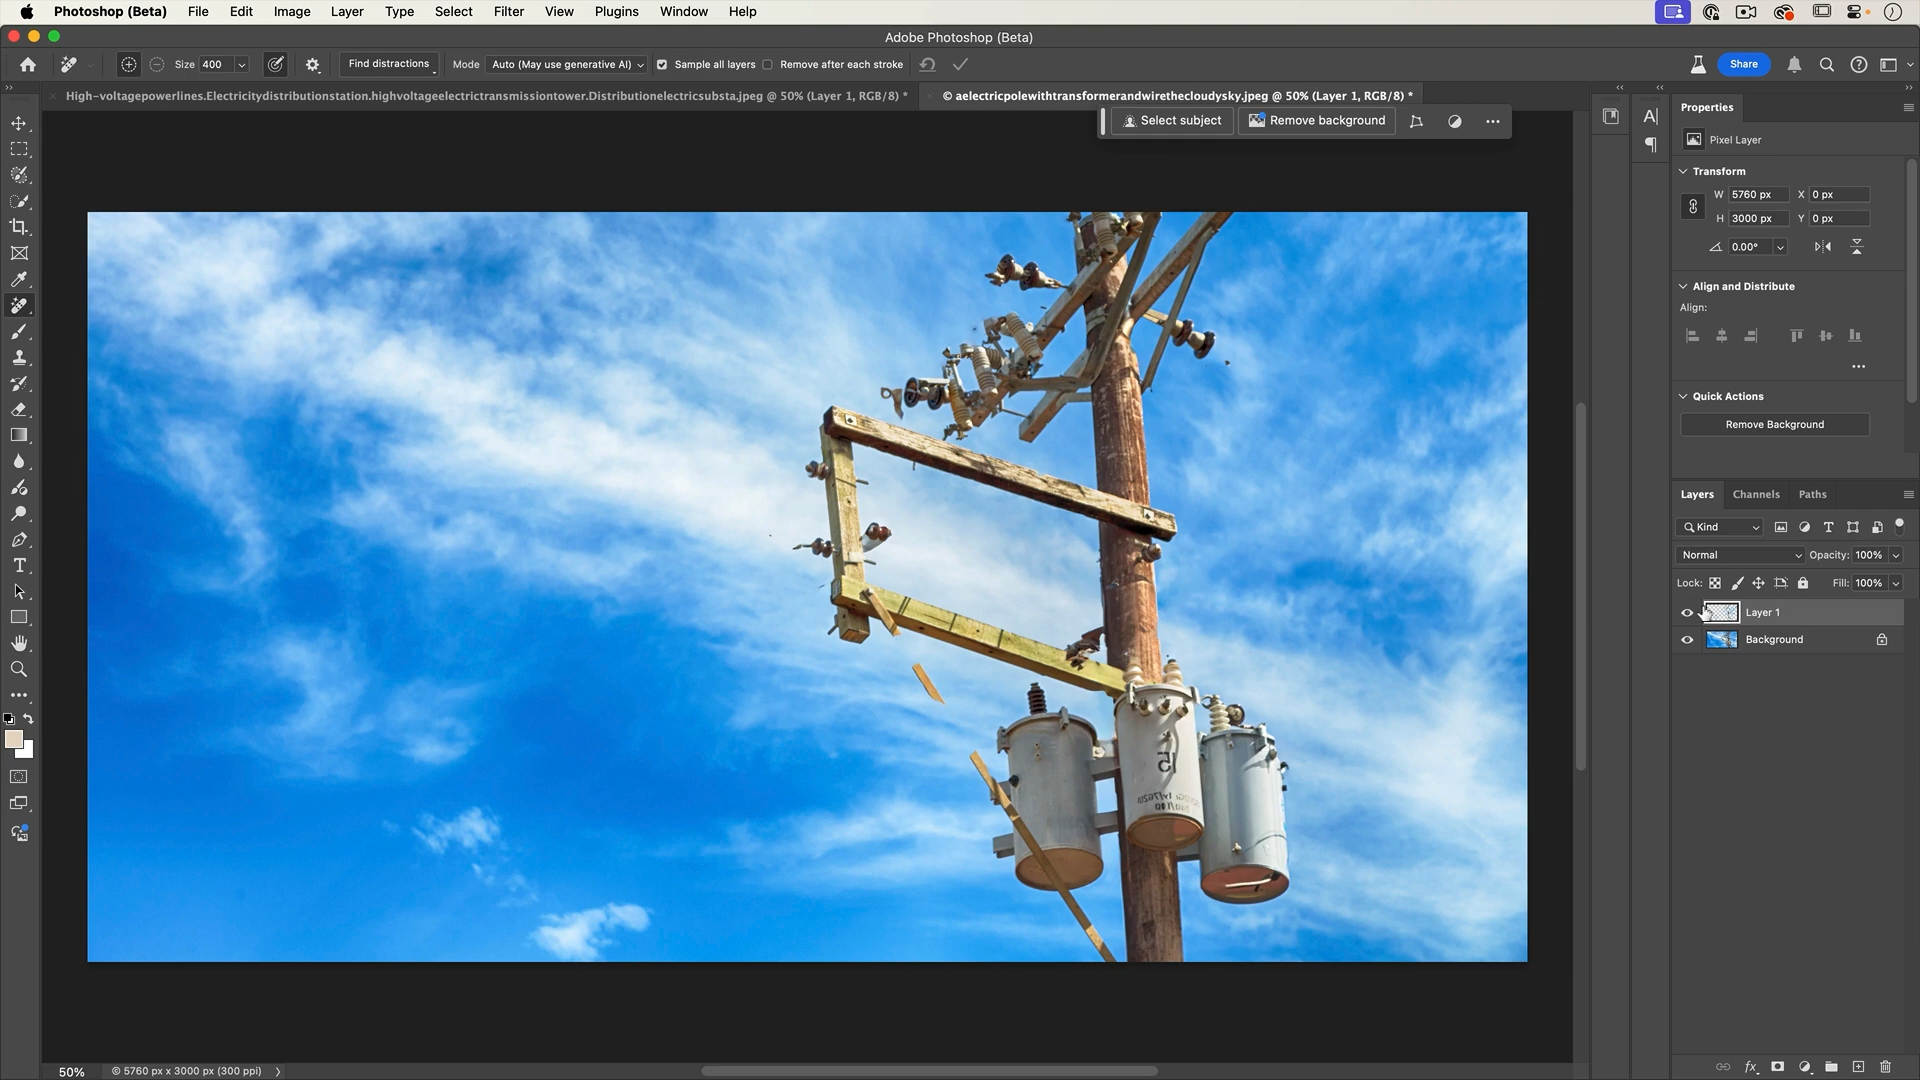 Photoshop (Beta) File Edit Image Layer Type Select Filter View Plugins Window Help
Adobe Photoshop (Beta)
Size 400 Find distractions Mode Auto (May use generative AI) Sample all layers Remove after each stroke Share
High-voltagepowerlines.Electricitydistributionstation.highvoltageelectrictransmissiontower.Distributionelectricsubsta.jpeg @ 50% (Layer 1, RGB/8) * © aelectricpolewithtransformerandwirethecloudysky.jpeg @ 50% (Layer 1, RGB/8) *
Select subject Remove background
Properties
Pixel Layer
Transform
W 5760 px X 0 px
H 3000 px Y 0 px
0.00°
Align and Distribute
Align:
Quick Actions
Remove Background
Layers Channels Paths
Kind
Normal Opacity: 100%
Lock: Fill: 100%
Layer 1
Background
15
50% © 5760 px x 3000 px (300 ppi)